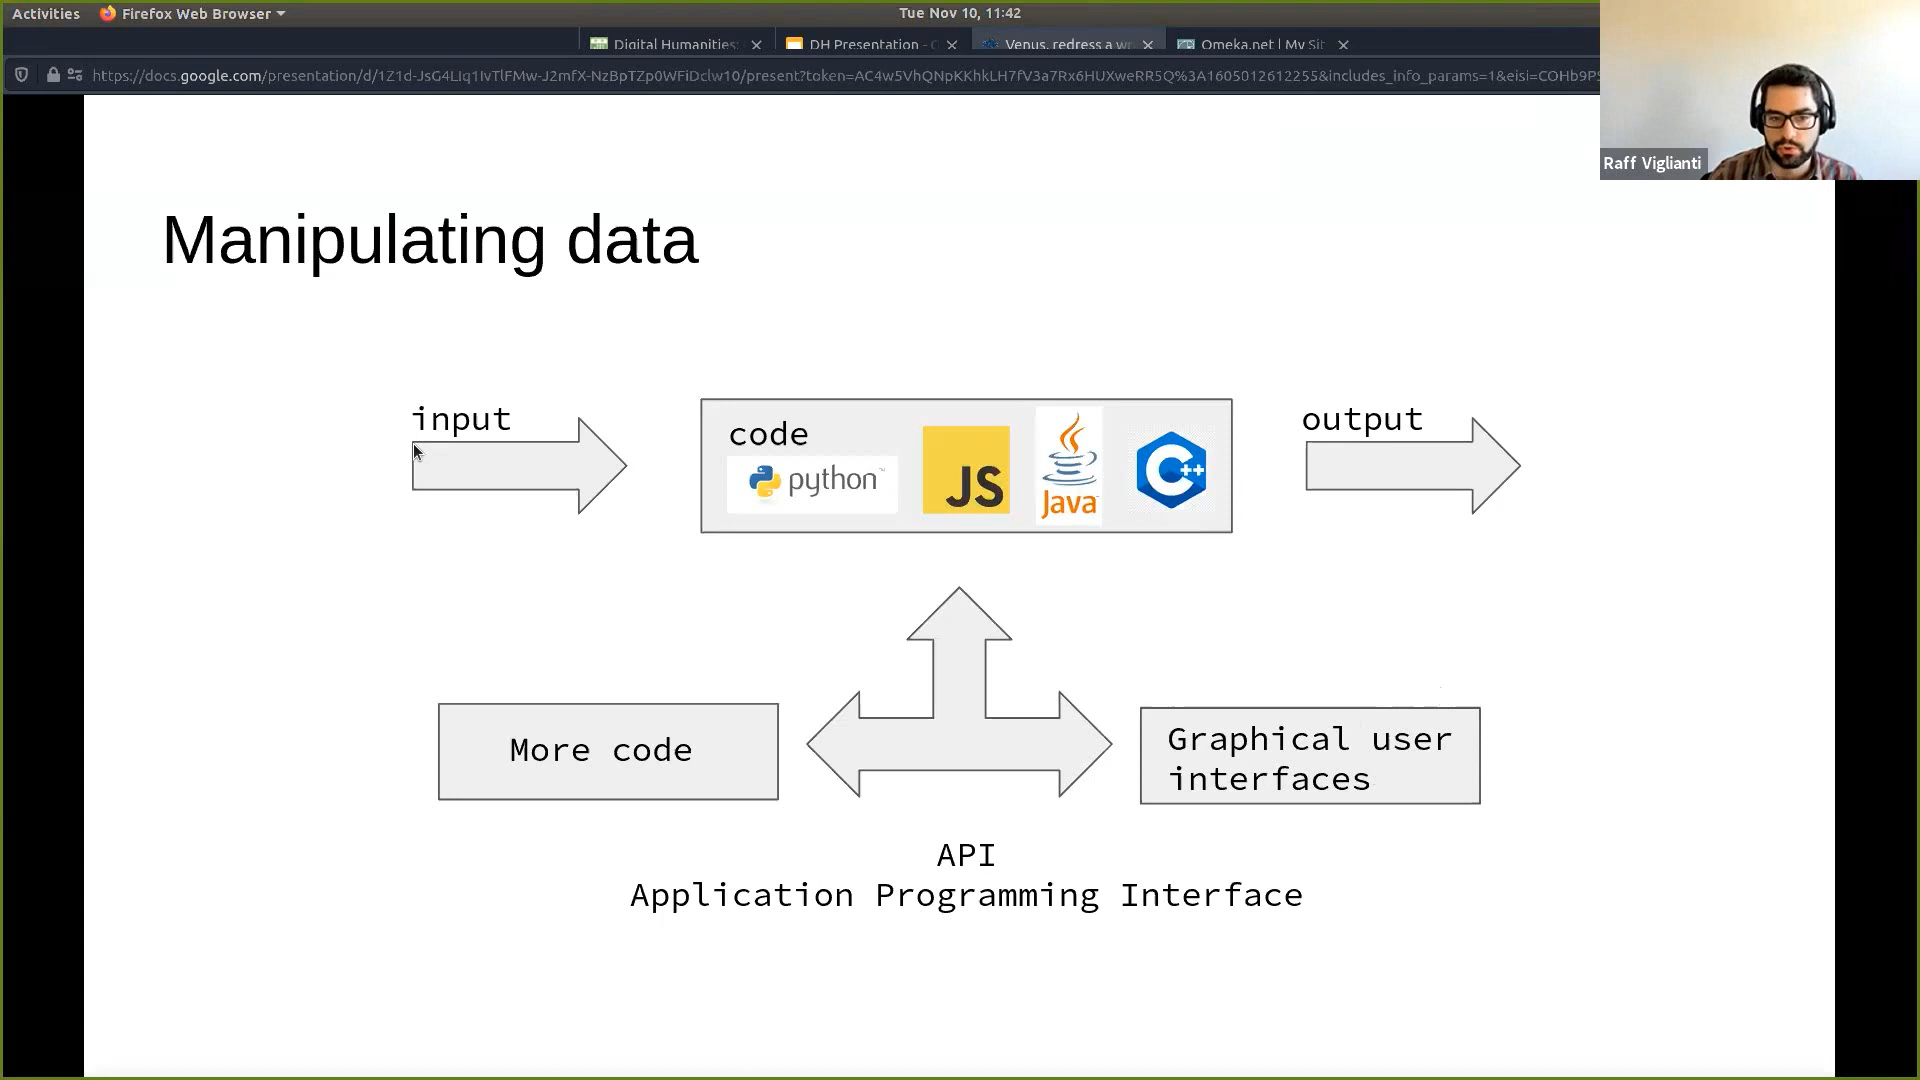 Activities Firefox Web Browser
Tue Nov 10, 11:42
Digital Humanities:
DH Presentation -
Venus, redress a wr
Omeka.net | My Sit
Raff Viglianti
Manipulating data
input
code
python
JS
Java
C++
output
More code
Graphical user
interfaces
API
Application Programming Interface